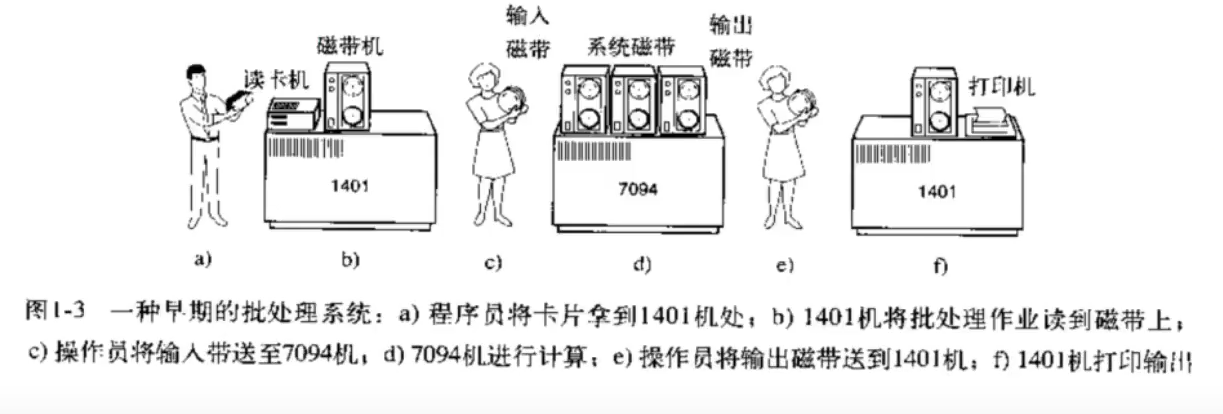 输入
磁带
系统磁带
输出
磁带
磁带机
读卡机
打印机
1401
7094
1401
a)
b)
c)
d)
e)
f)
图1-3 一种早期的批处理系统：a) 程序员将卡片拿到1401机处；b) 1401机将批处理作业读到磁带上；
c) 操作员将输入带送至7094机；d) 7094机进行计算；e) 操作员将输出磁带送到1401机；f) 1401机打印输出